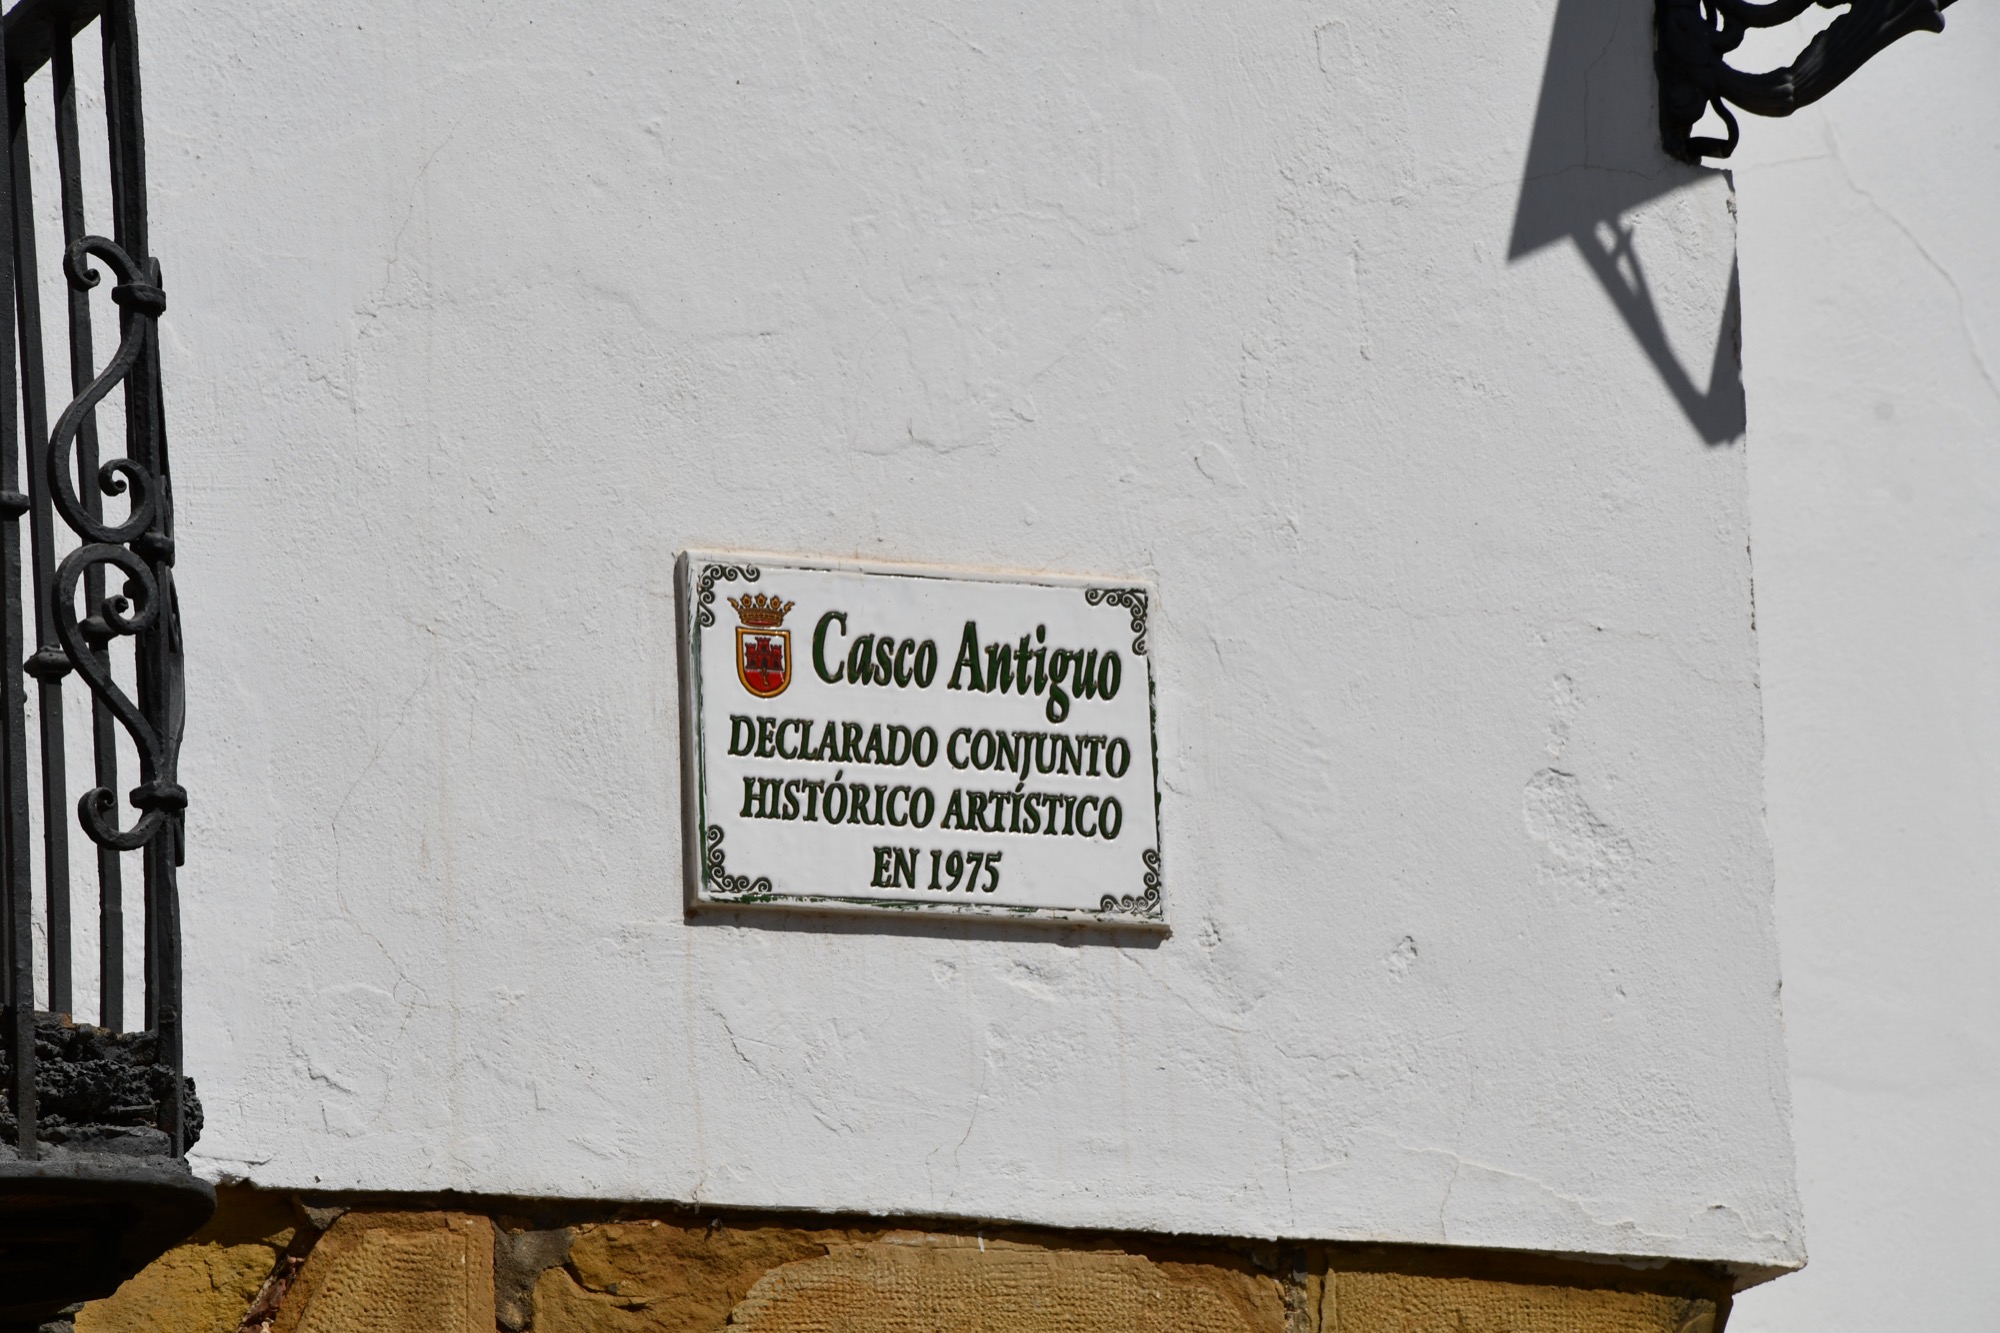 Casco Antiguo
DECLARADO CONJUNTO
HISTÓRICO ARTÍSTICO
EN 1975